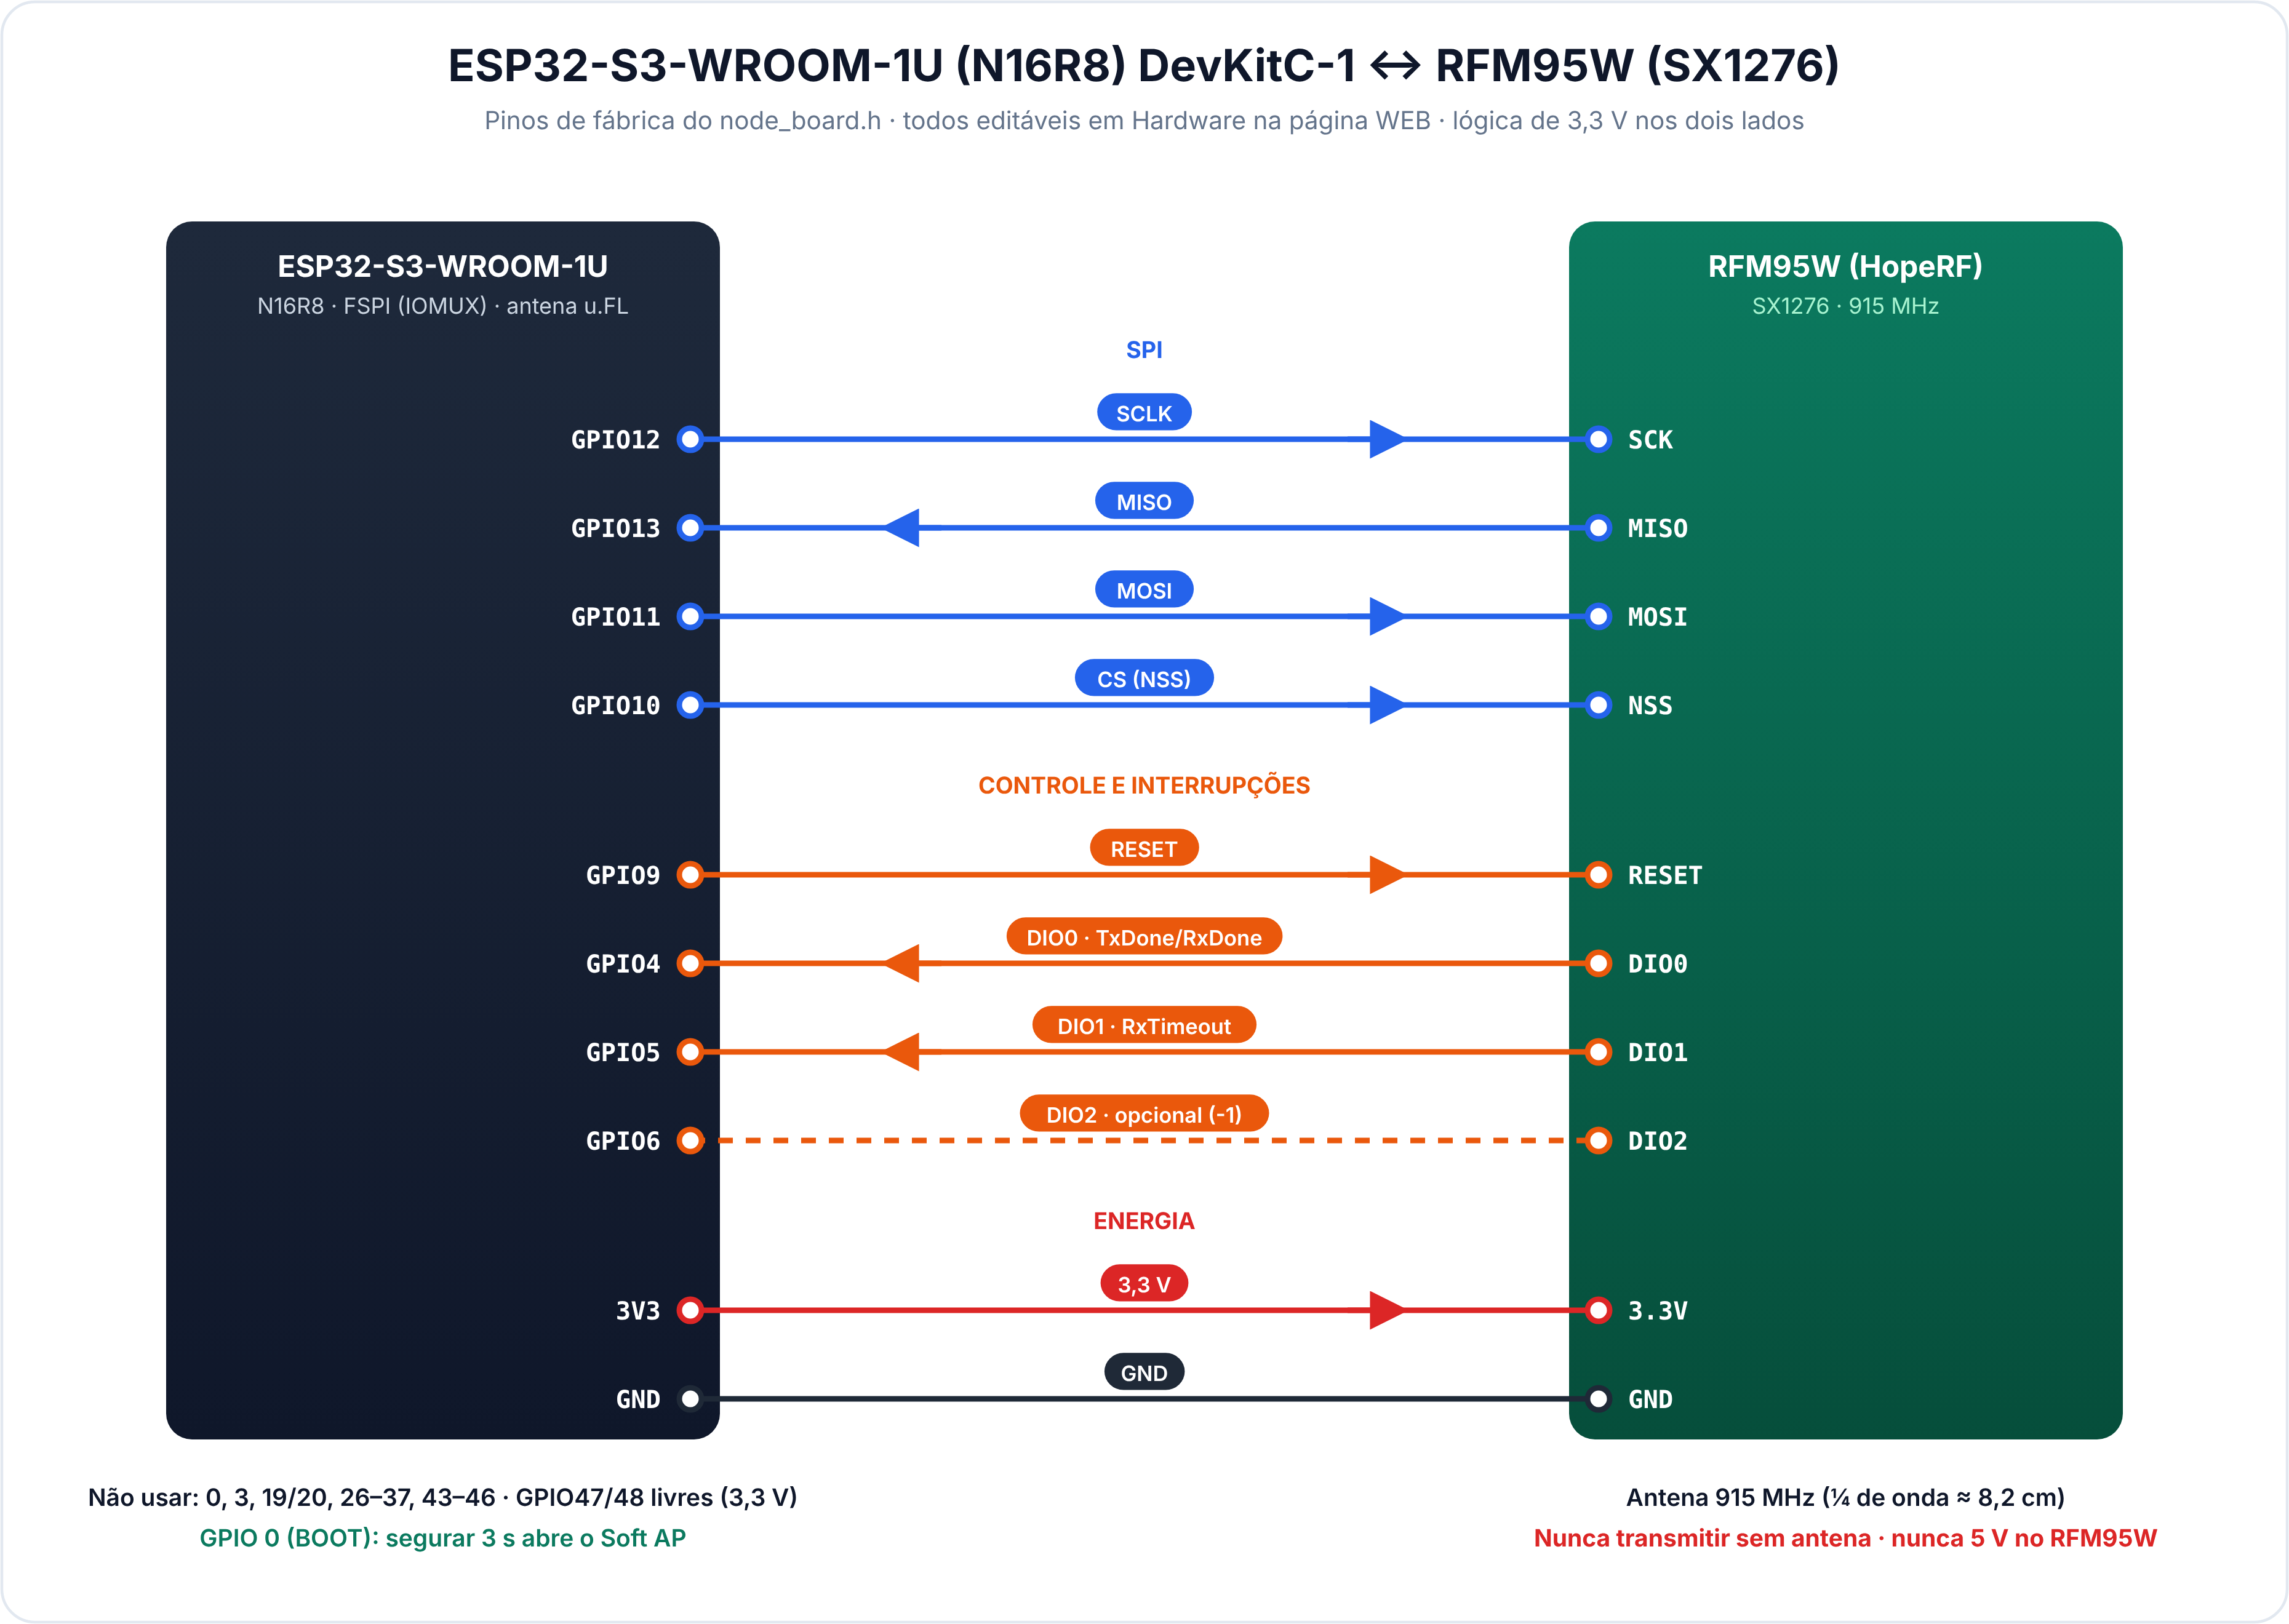 ESP32-S3-WROOM-1U (N16R8) DevKitC-1 ↔ RFM95W (SX1276)
Pinos de fábrica do node_board.h · todos editáveis em Hardware na página WEB · lógica de 3,3 V nos dois lados
ESP32-S3-WROOM-1U
N16R8 · FSPI (IOMUX) · antena u.FL
RFM95W (HopeRF)
SX1276 · 915 MHz
SPI
SCLK
GPIO12
SCK
MISO
GPIO13
MISO
MOSI
GPIO11
MOSI
CS (NSS)
GPIO10
NSS
CONTROLE E INTERRUPÇÕES
RESET
GPIO9
RESET
DIO0 · TxDone/RxDone
GPIO4
DIO0
DIO1 · RxTimeout
GPIO5
DIO1
DIO2 · opcional (-1)
GPIO6
DIO2
ENERGIA
3,3 V
3V3
3.3V
GND
GND
GND
Não usar: 0, 3, 19/20, 26–37, 43–46 · GPIO47/48 livres (3,3 V)
GPIO 0 (BOOT): segurar 3 s abre o Soft AP
Antena 915 MHz (¼ de onda ≈ 8,2 cm)
Nunca transmitir sem antena · nunca 5 V no RFM95W